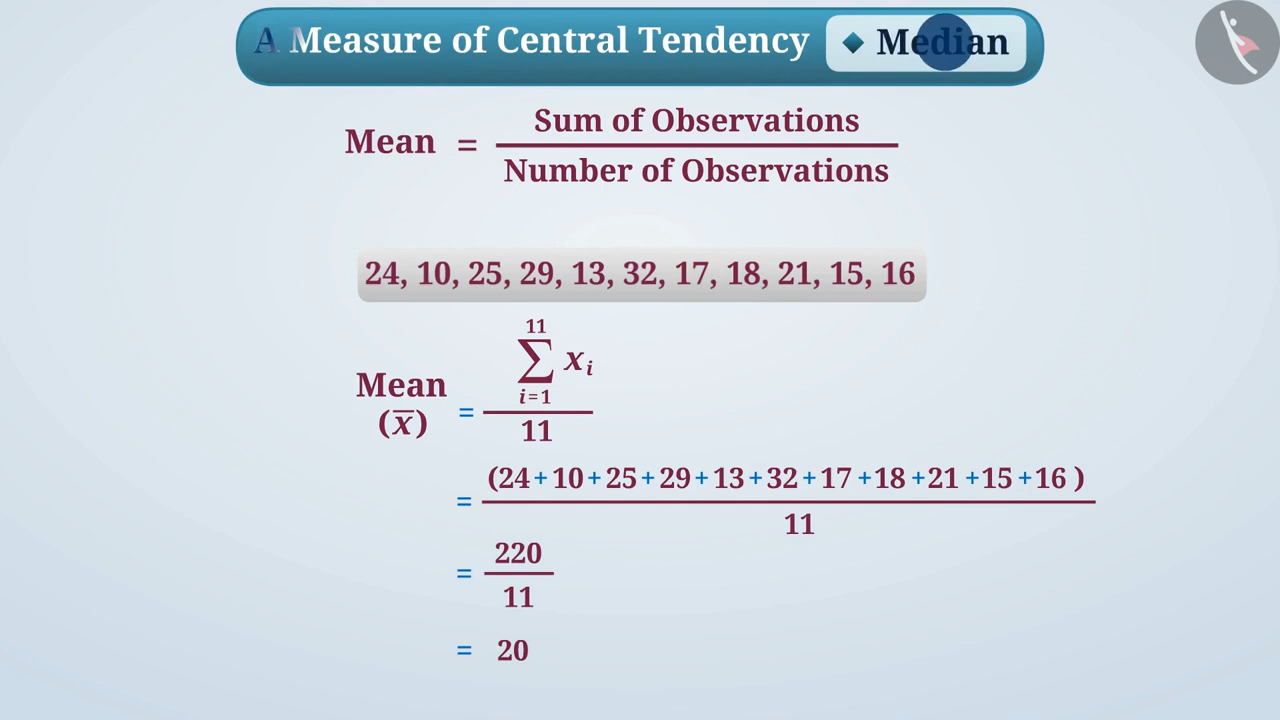 A Measure of Central Tendency ◆ Median
Mean = Sum of Observations / Number of Observations
24, 10, 25, 29, 13, 32, 17, 18, 21, 15, 16
Mean (x̅) = ∑_{i=1}^{11} x_i / 11
= (24+10+25+29+13+32+17+18+21+15+16) / 11
= 220 / 11
= 20